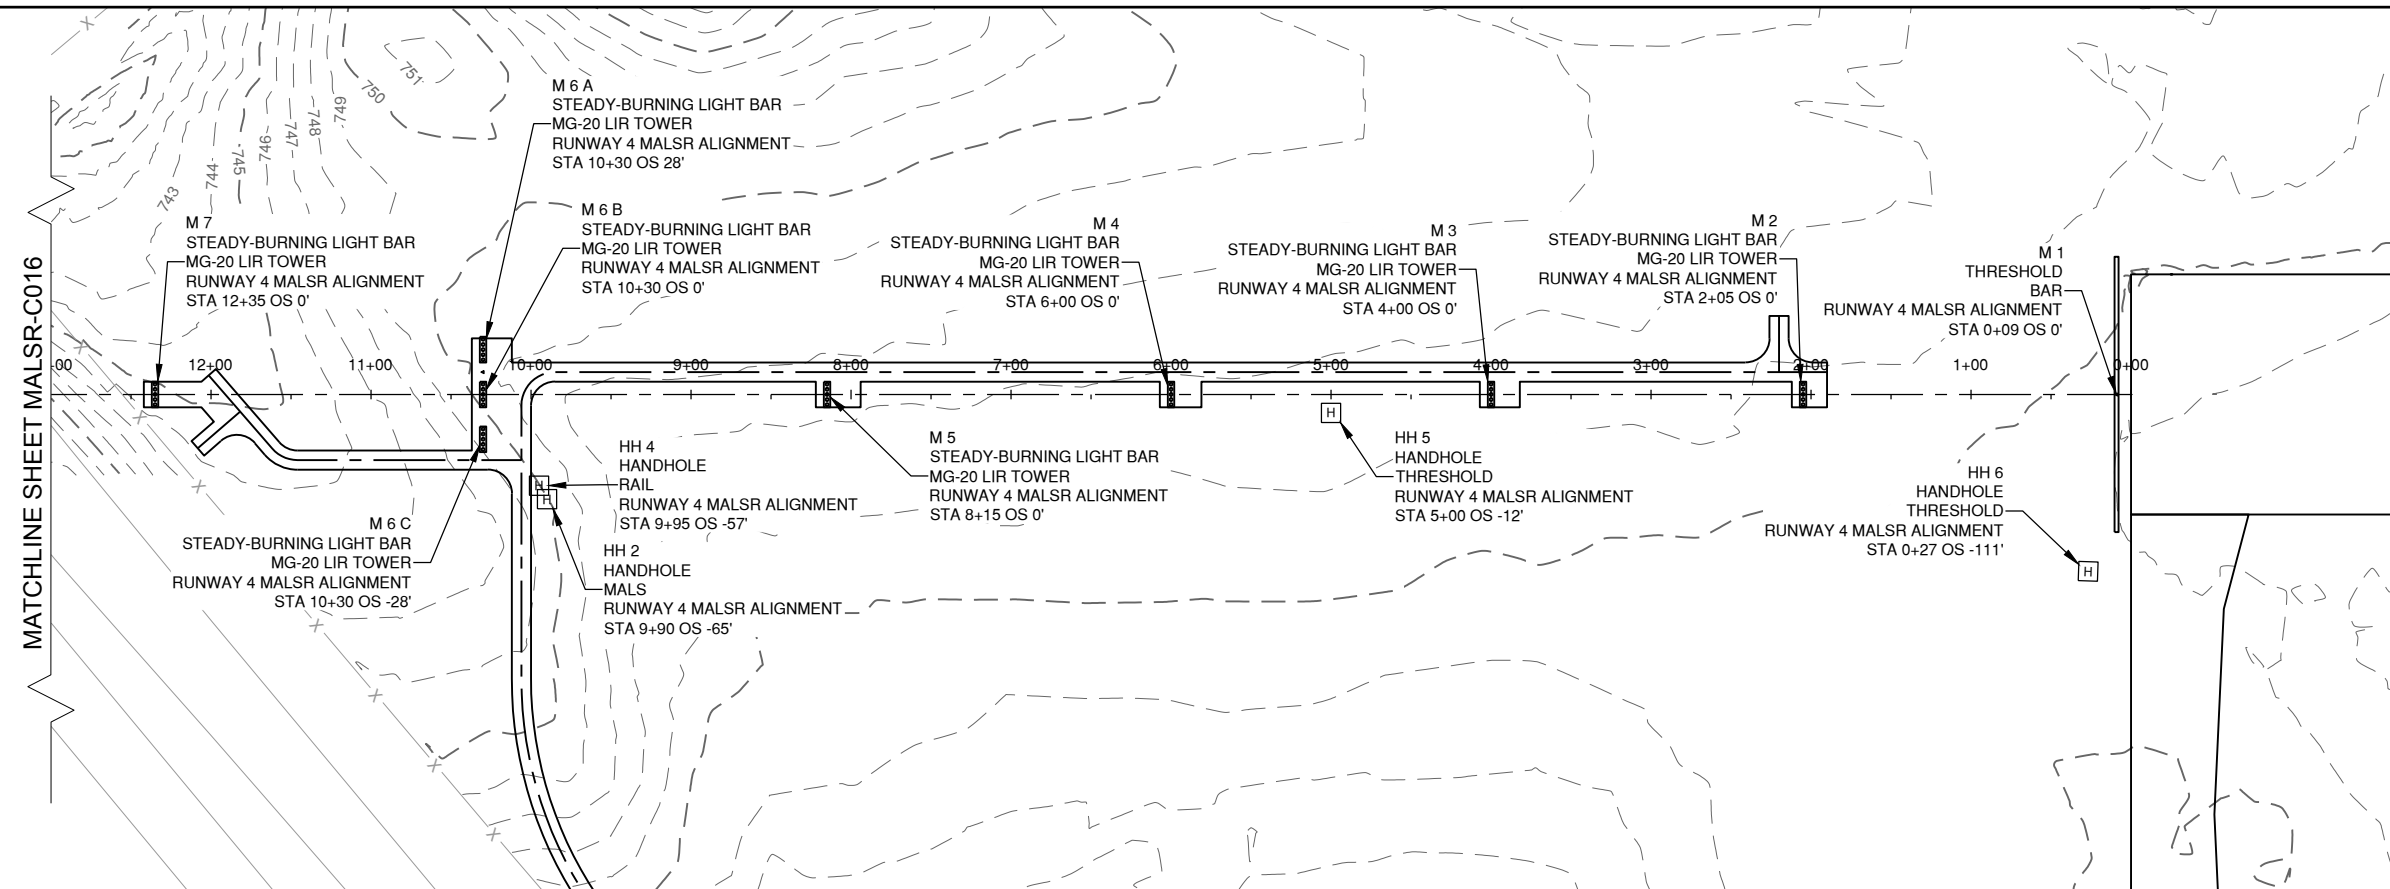 MATCHLINE SHEET MALSR-C016
751
750
749
748
747
746
745
744
743
M 6 A
STEADY-BURNING LIGHT BAR
MG-20 LIR TOWER
RUNWAY 4 MALSR ALIGNMENT
STA 10+30 OS 28'
M 7
STEADY-BURNING LIGHT BAR
MG-20 LIR TOWER
RUNWAY 4 MALSR ALIGNMENT
STA 12+35 OS 0'
M 6 B
STEADY-BURNING LIGHT BAR
MG-20 LIR TOWER
RUNWAY 4 MALSR ALIGNMENT
STA 10+30 OS 0'
M 4
STEADY-BURNING LIGHT BAR
MG-20 LIR TOWER
RUNWAY 4 MALSR ALIGNMENT
STA 6+00 OS 0'
M 3
STEADY-BURNING LIGHT BAR
MG-20 LIR TOWER
RUNWAY 4 MALSR ALIGNMENT
STA 4+00 OS 0'
M 2
STEADY-BURNING LIGHT BAR
MG-20 LIR TOWER
RUNWAY 4 MALSR ALIGNMENT
STA 2+05 OS 0'
M 1
THRESHOLD
BAR
RUNWAY 4 MALSR ALIGNMENT
STA 0+09 OS 0'
+00 12+00 11+00 10+00 9+00 8+00 7+00 6+00 5+00 4+00 3+00 2+00 1+00 0+00
M 6 C
STEADY-BURNING LIGHT BAR
MG-20 LIR TOWER
RUNWAY 4 MALSR ALIGNMENT
STA 10+30 OS -28'
H
H
HH 4
HANDHOLE
RAIL
RUNWAY 4 MALSR ALIGNMENT
STA 9+95 OS -57'
HH 2
HANDHOLE
MALS
RUNWAY 4 MALSR ALIGNMENT
STA 9+90 OS -65'
M 5
STEADY-BURNING LIGHT BAR
MG-20 LIR TOWER
RUNWAY 4 MALSR ALIGNMENT
STA 8+15 OS 0'
H
HH 5
HANDHOLE
THRESHOLD
RUNWAY 4 MALSR ALIGNMENT
STA 5+00 OS -12'
HH 6
HANDHOLE
THRESHOLD
RUNWAY 4 MALSR ALIGNMENT
STA 0+27 OS -111'
H